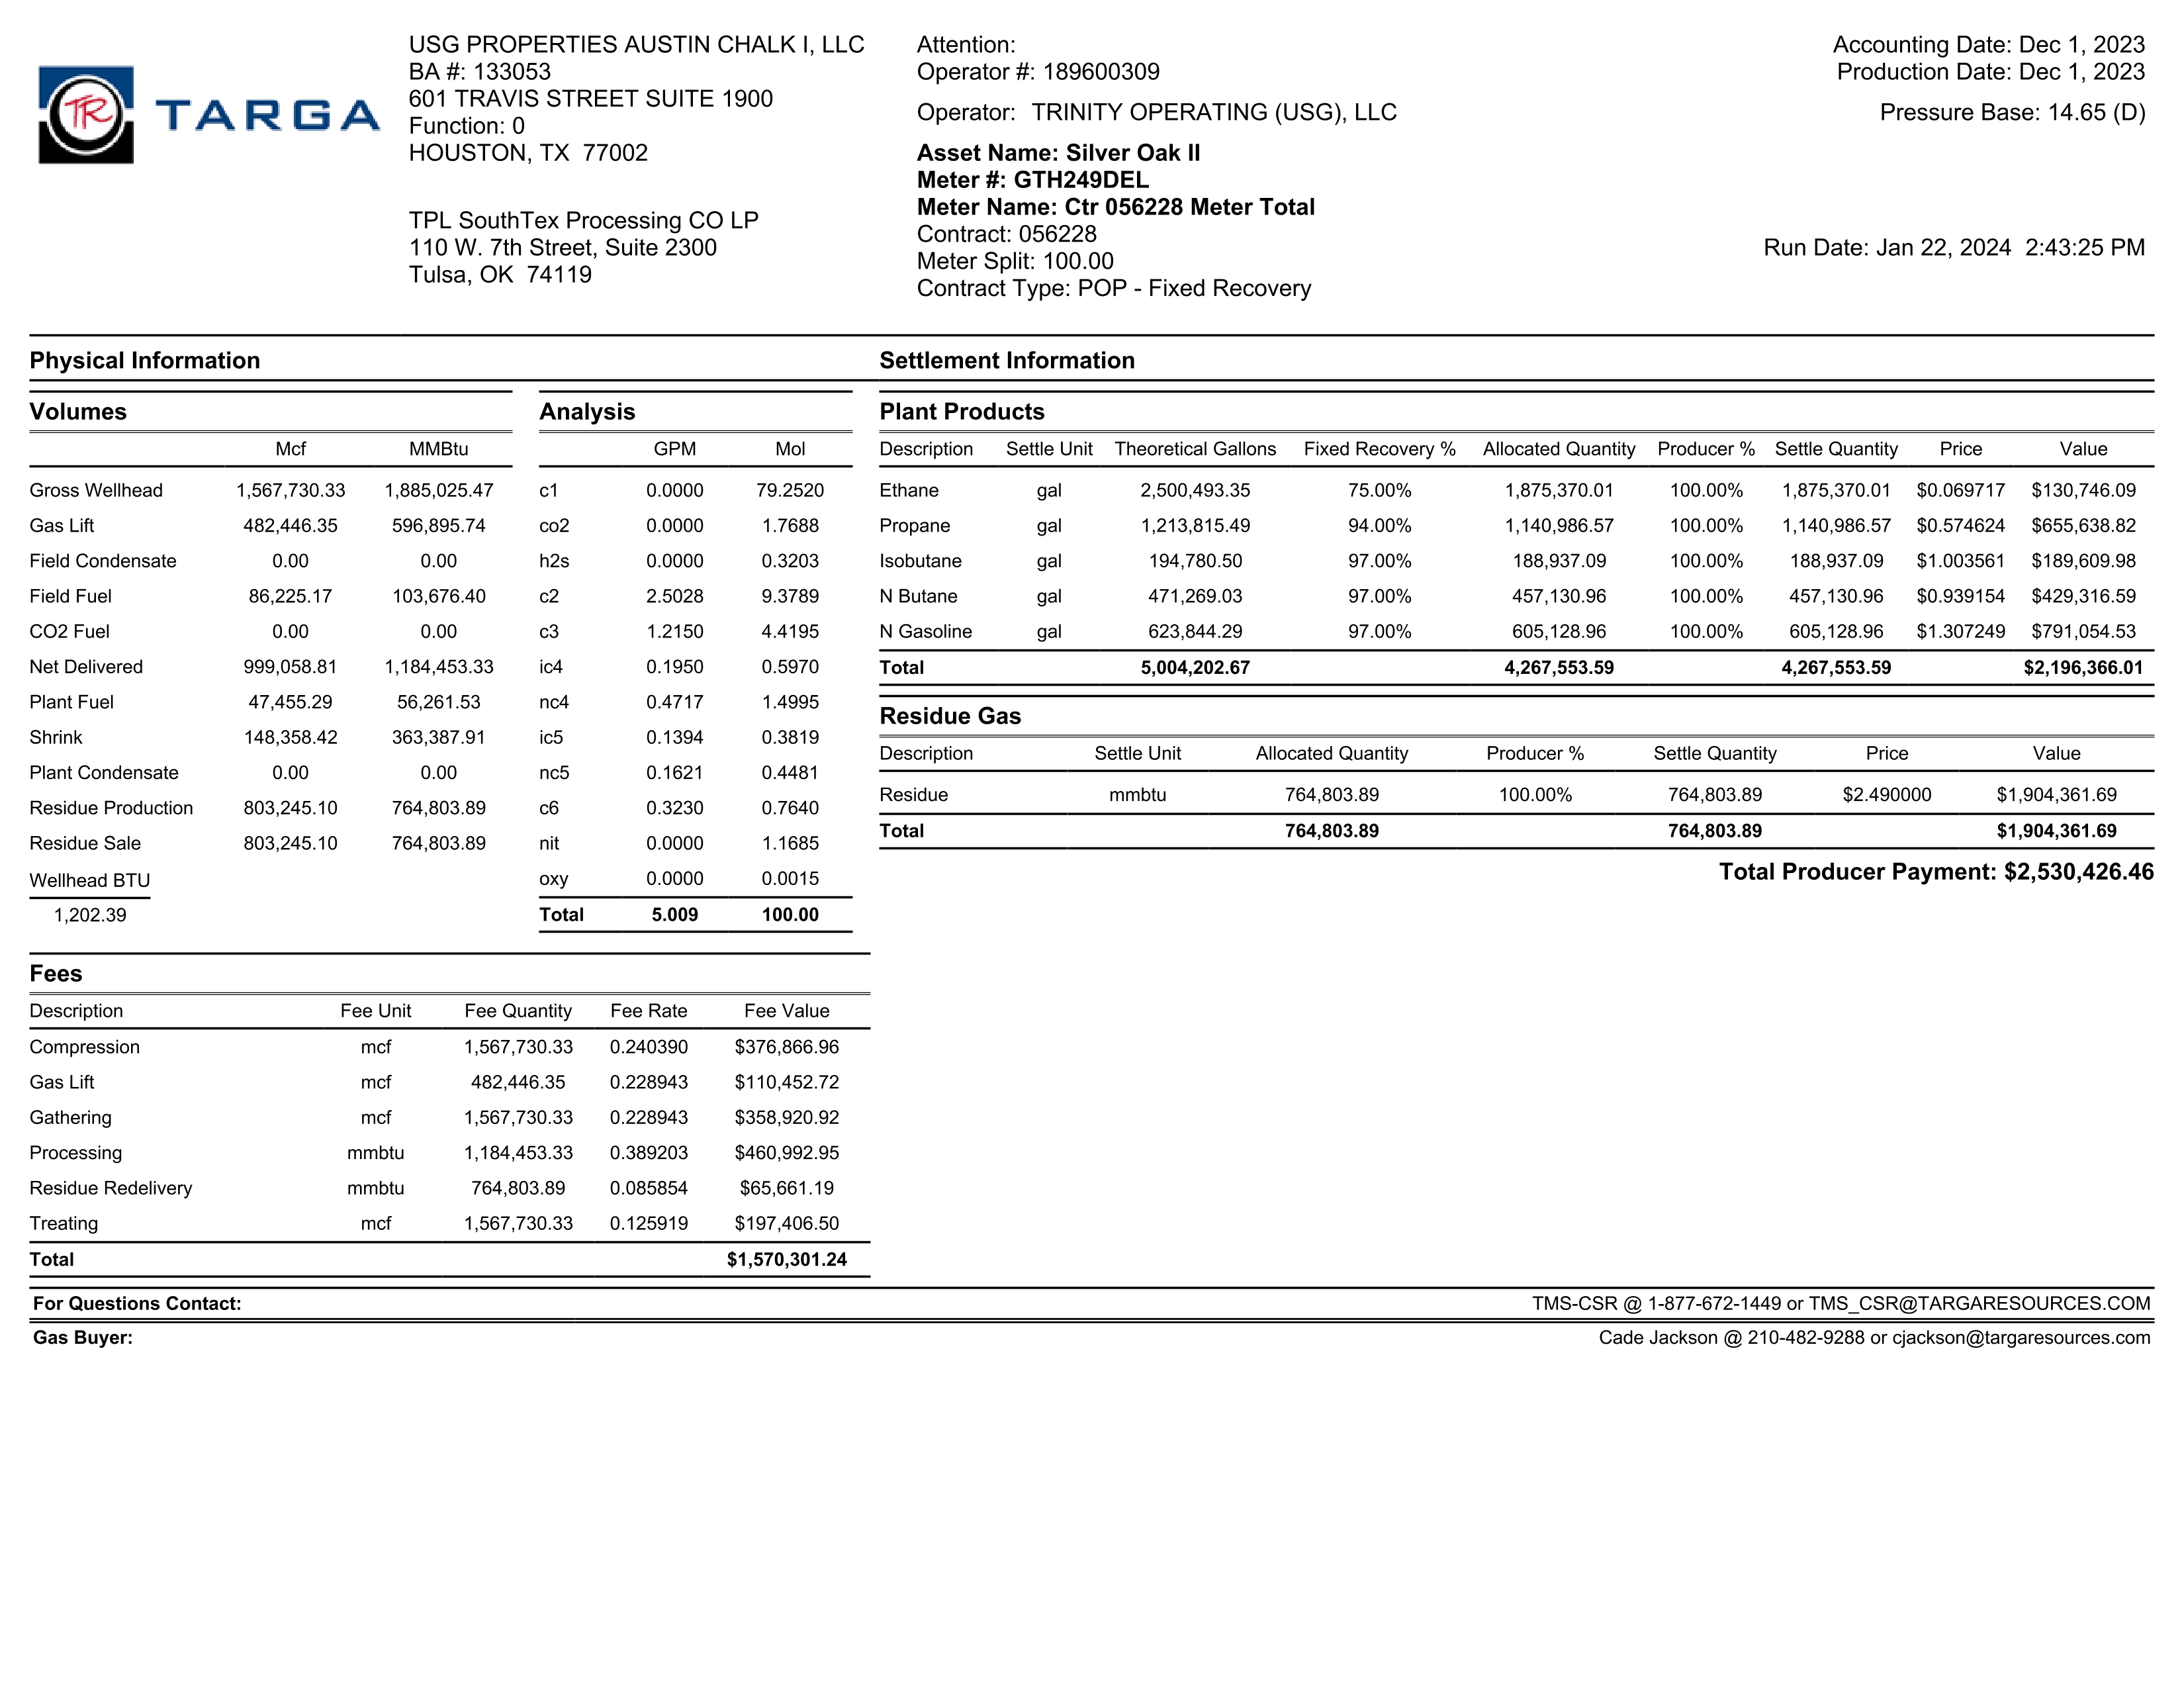 TR TARGA
USG PROPERTIES AUSTIN CHALK I, LLC
BA #: 133053
601 TRAVIS STREET SUITE 1900
Function: 0
HOUSTON, TX  77002
TPL SouthTex Processing CO LP
110 W. 7th Street, Suite 2300
Tulsa, OK  74119
Attention:
Operator #: 189600309
Operator:  TRINITY OPERATING (USG), LLC
Asset Name: Silver Oak II
Meter #: GTH249DEL
Meter Name: Ctr 056228 Meter Total
Contract: 056228
Meter Split: 100.00
Contract Type: POP - Fixed Recovery
Accounting Date: Dec 1, 2023
Production Date: Dec 1, 2023
Pressure Base: 14.65 (D)
Run Date: Jan 22, 2024  2:43:25 PM
Physical Information
Volumes
Mcf MMBtu
Gross Wellhead 1,567,730.33 1,885,025.47
Gas Lift 482,446.35 596,895.74
Field Condensate 0.00 0.00
Field Fuel 86,225.17 103,676.40
CO2 Fuel 0.00 0.00
Net Delivered 999,058.81 1,184,453.33
Plant Fuel 47,455.29 56,261.53
Shrink 148,358.42 363,387.91
Plant Condensate 0.00 0.00
Residue Production 803,245.10 764,803.89
Residue Sale 803,245.10 764,803.89
Wellhead BTU
1,202.39
Analysis
GPM Mol
c1 0.0000 79.2520
co2 0.0000 1.7688
h2s 0.0000 0.3203
c2 2.5028 9.3789
c3 1.2150 4.4195
ic4 0.1950 0.5970
nc4 0.4717 1.4995
ic5 0.1394 0.3819
nc5 0.1621 0.4481
c6 0.3230 0.7640
nit 0.0000 1.1685
oxy 0.0000 0.0015
Total 5.009 100.00
Settlement Information
Plant Products
Description Settle Unit Theoretical Gallons Fixed Recovery % Allocated Quantity Producer % Settle Quantity Price Value
Ethane gal 2,500,493.35 75.00% 1,875,370.01 100.00% 1,875,370.01 $0.069717 $130,746.09
Propane gal 1,213,815.49 94.00% 1,140,986.57 100.00% 1,140,986.57 $0.574624 $655,638.82
Isobutane gal 194,780.50 97.00% 188,937.09 100.00% 188,937.09 $1.003561 $189,609.98
N Butane gal 471,269.03 97.00% 457,130.96 100.00% 457,130.96 $0.939154 $429,316.59
N Gasoline gal 623,844.29 97.00% 605,128.96 100.00% 605,128.96 $1.307249 $791,054.53
Total 5,004,202.67 4,267,553.59 4,267,553.59 $2,196,366.01
Residue Gas
Description Settle Unit Allocated Quantity Producer % Settle Quantity Price Value
Residue mmbtu 764,803.89 100.00% 764,803.89 $2.490000 $1,904,361.69
Total 764,803.89 764,803.89 $1,904,361.69
Total Producer Payment: $2,530,426.46
Fees
Description Fee Unit Fee Quantity Fee Rate Fee Value
Compression mcf 1,567,730.33 0.240390 $376,866.96
Gas Lift mcf 482,446.35 0.228943 $110,452.72
Gathering mcf 1,567,730.33 0.228943 $358,920.92
Processing mmbtu 1,184,453.33 0.389203 $460,992.95
Residue Redelivery mmbtu 764,803.89 0.085854 $65,661.19
Treating mcf 1,567,730.33 0.125919 $197,406.50
Total $1,570,301.24
For Questions Contact: TMS-CSR @ 1-877-672-1449 or TMS_CSR@TARGARESOURCES.COM
Gas Buyer: Cade Jackson @ 210-482-9288 or cjackson@targaresources.com